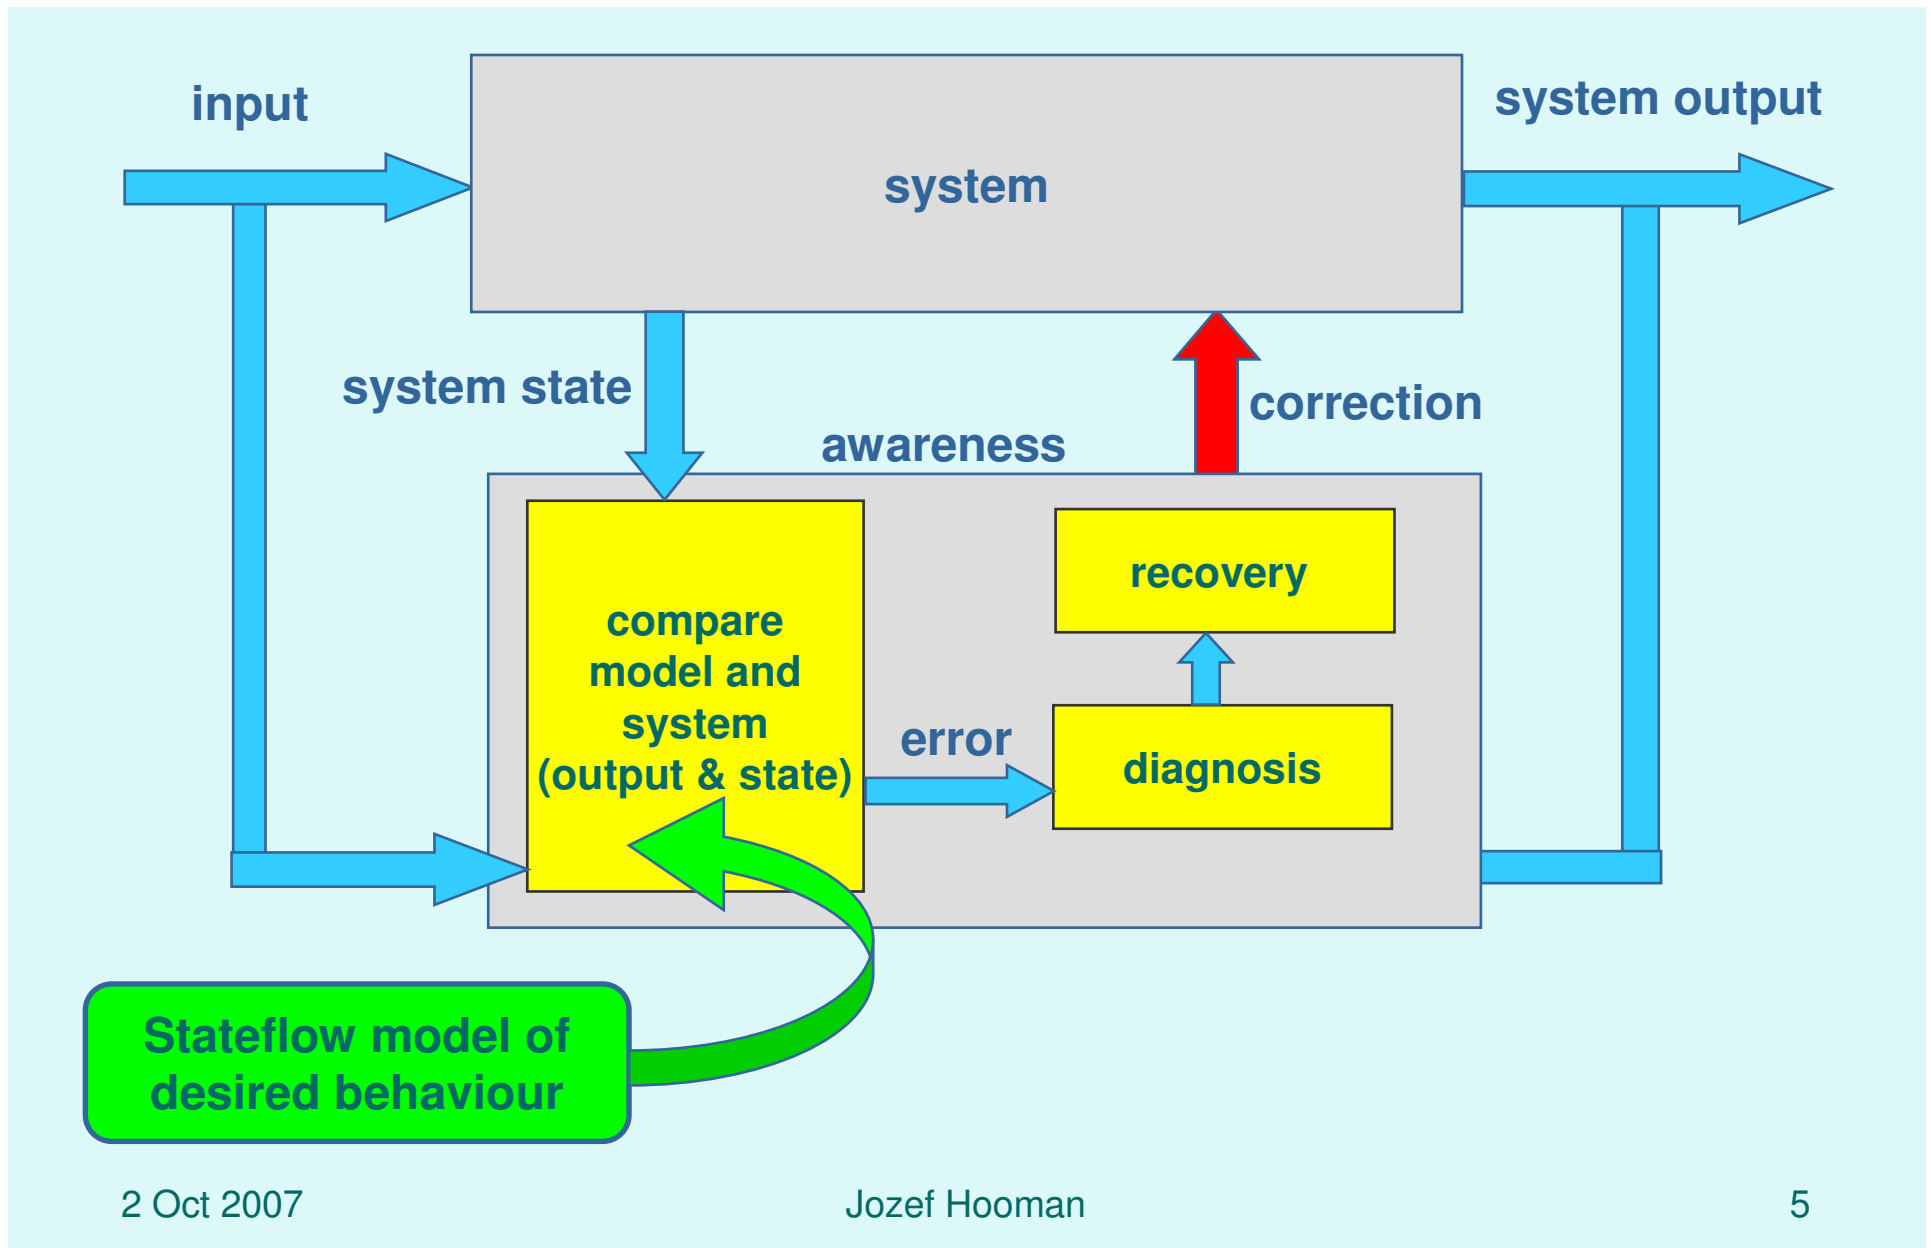 input
system output
system
system state
correction
awareness
compare
model and
system
(output & state)
recovery
error
diagnosis
Stateflow model of
desired behaviour
2 Oct 2007
Jozef Hooman
5